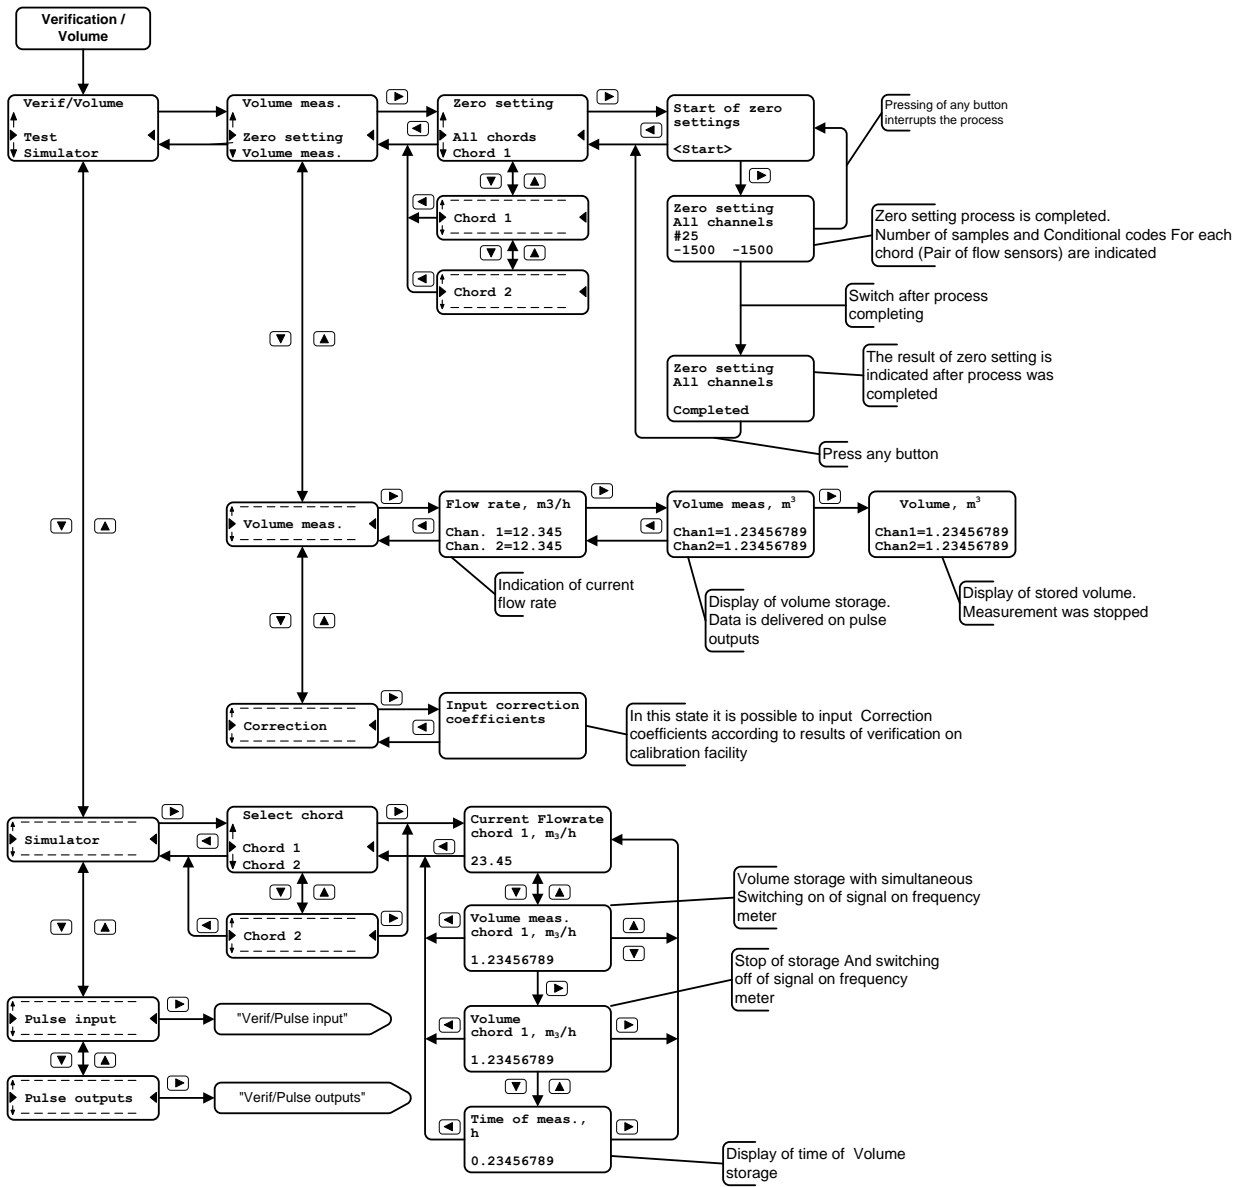 Verification /
Volume
Verif/Volume
Test
Simulator
Volume meas.
Zero setting
Volume meas.
Zero setting
All chords
Chord 1
Start of zero
settings
<Start>
Pressing of any button
interrupts the process
Chord 1
Chord 2
Zero setting
All channels
#25
-1500 -1500
Zero setting process is completed.
Number of samples and Conditional codes For each
chord (Pair of flow sensors) are indicated
Switch after process
completing
Zero setting
All channels
Completed
The result of zero setting is
indicated after process was
completed
Press any button
Volume meas.
Flow rate, m3/h
Chan. 1=12.345
Chan. 2=12.345
Volume meas, m³
Chan1=1.23456789
Chan2=1.23456789
Volume, m³
Chan1=1.23456789
Chan2=1.23456789
Indication of current
flow rate
Display of volume storage.
Data is delivered on pulse
outputs
Display of stored volume.
Measurement was stopped
Correction
Input correction
coefficients
In this state it is possible to input Correction
coefficients according to results of verification on
calibration facility
Simulator
Select chord
Chord 1
Chord 2
Chord 2
Current Flowrate
chord 1, m₃/h
23.45
Volume meas.
chord 1, m₃/h
1.23456789
Volume storage with simultaneous
Switching on of signal on frequency
meter
Volume
chord 1, m₃/h
1.23456789
Stop of storage And switching
off of signal on frequency
meter
Time of meas.,
h
0.23456789
Display of time of Volume
storage
Pulse input
"Verif/Pulse input"
Pulse outputs
"Verif/Pulse outputs"